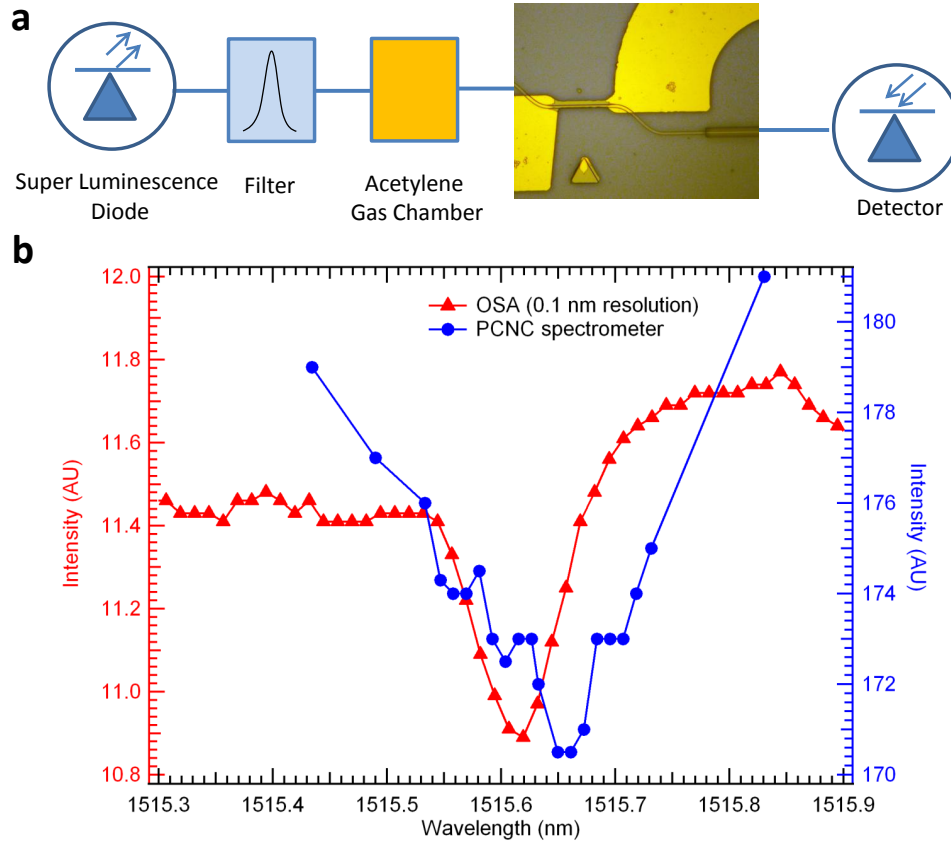 a
Super Luminescence
Diode
Filter
Acetylene
Gas Chamber
Detector
b
OSA (0.1 nm resolution)
PCNC spectrometer
12.0
11.8
11.6
11.4
11.2
11.0
10.8
Intensity (AU)
180
178
176
174
172
170
Intensity (AU)
1515.3
1515.4
1515.5
1515.6
1515.7
1515.8
1515.9
Wavelength (nm)